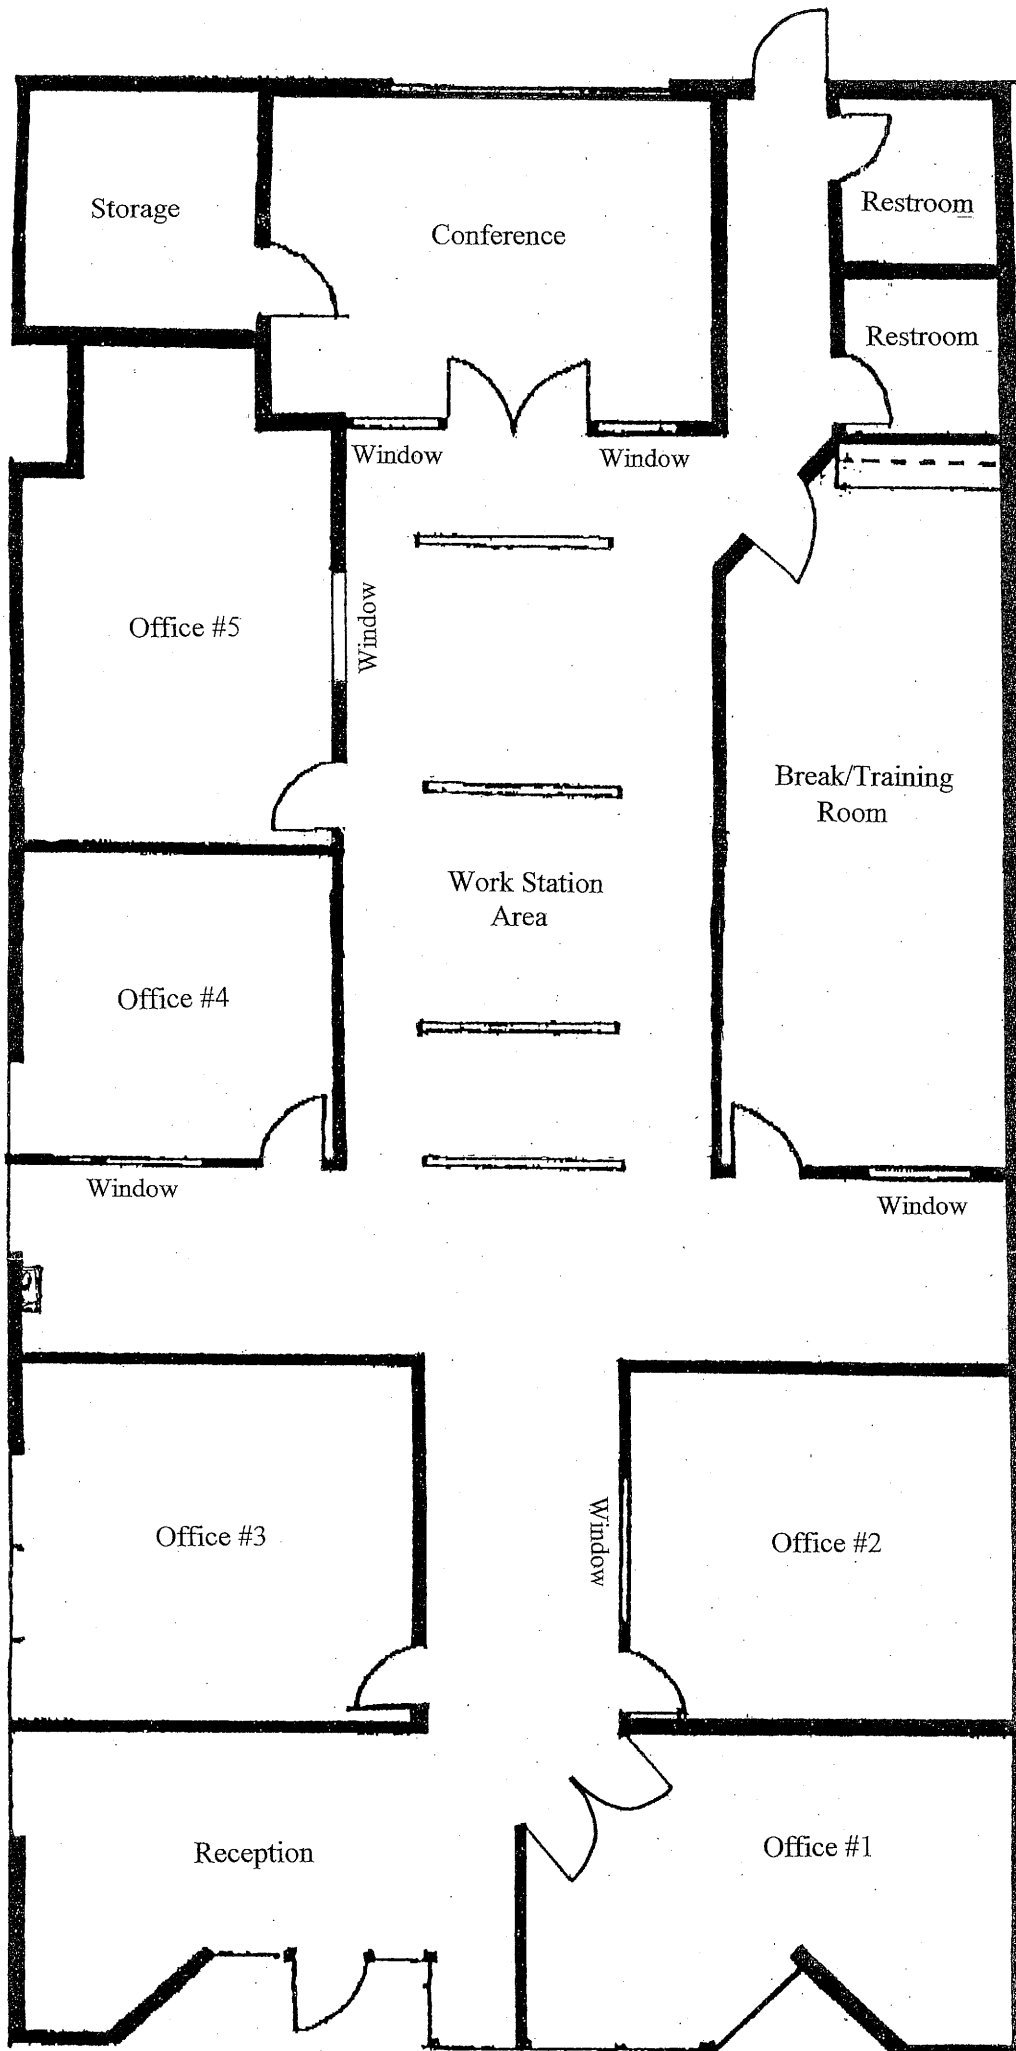 Storage
Conference
Restroom
Restroom
Window
Window
Office #5
Window
Break/Training
Room
Work Station
Area
Office #4
Window
Window
Office #3
Window
Office #2
Reception
Office #1